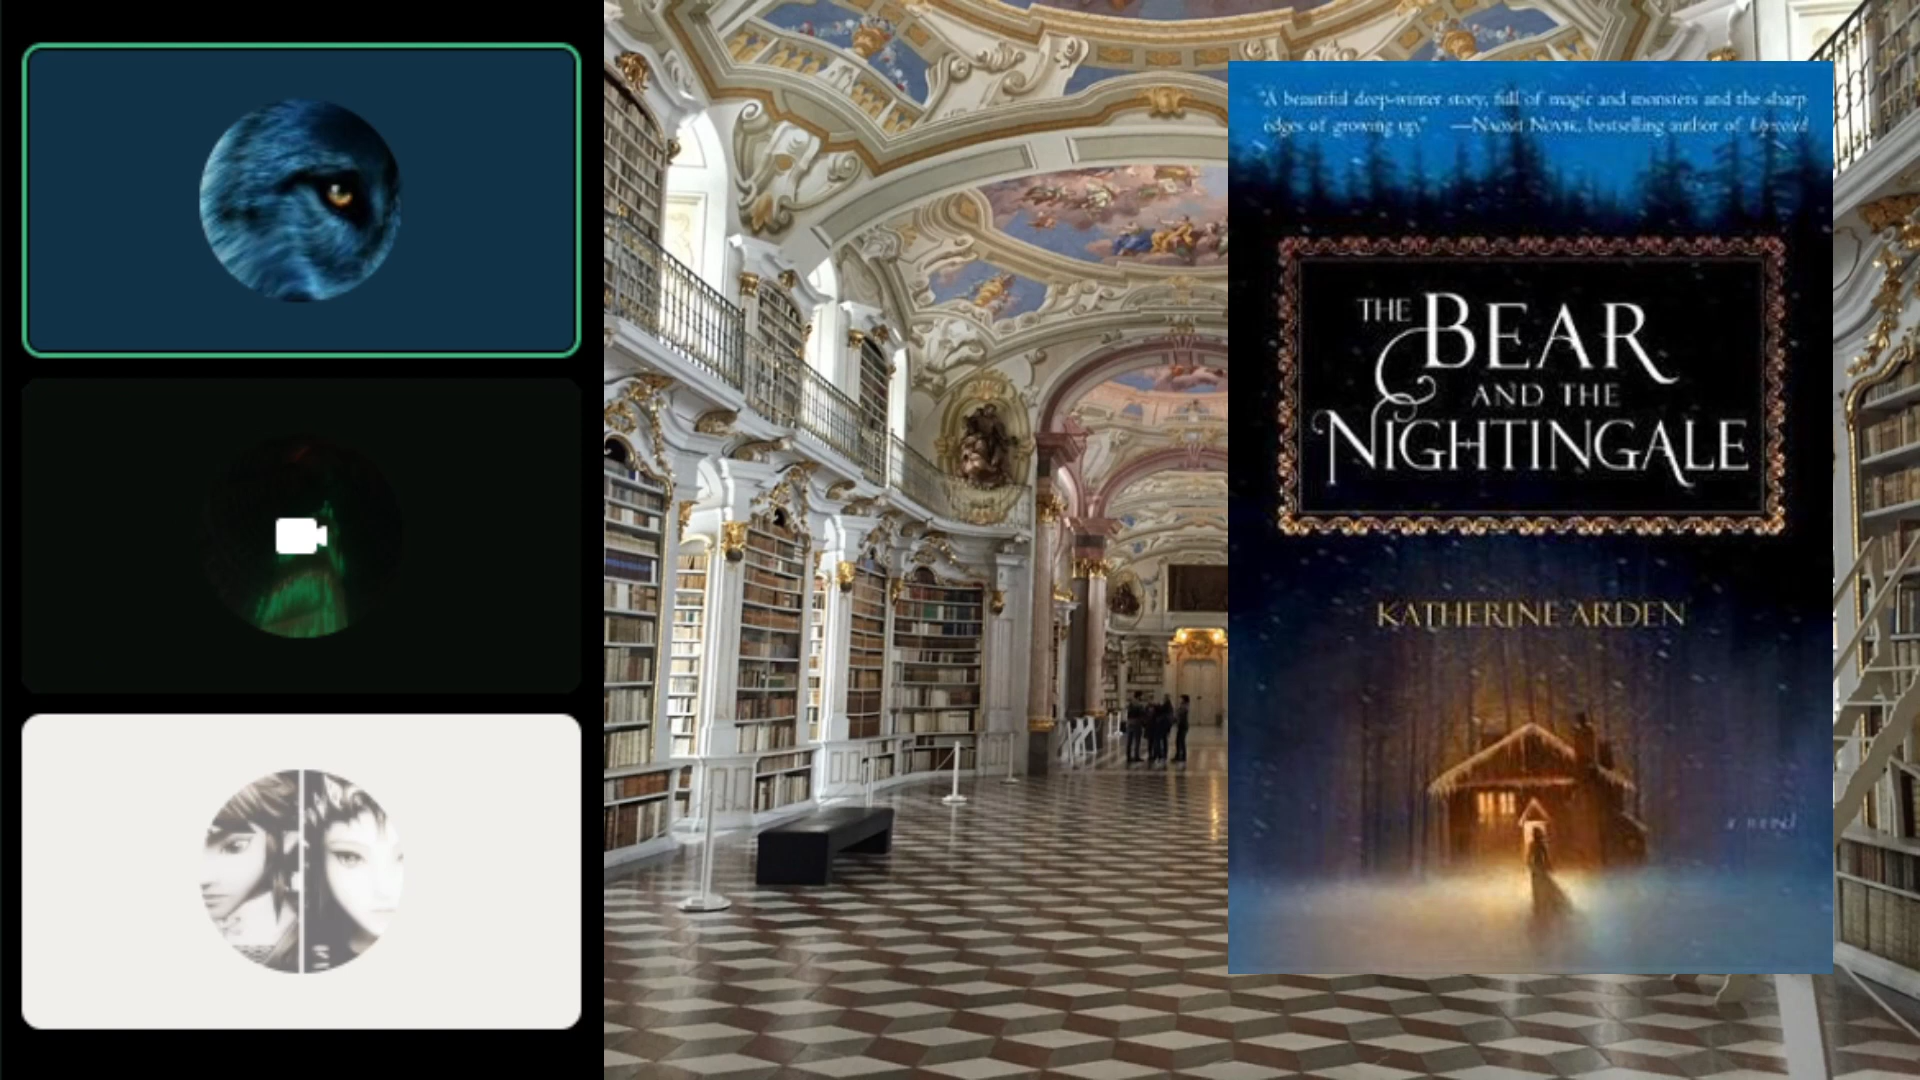 "A beautiful deep-winter story, full of magic and monsters and the sharp
edges of growing up." —Naomi Novik, bestselling author of Uprooted
THE BEAR
AND THE
NIGHTINGALE
KATHERINE ARDEN
a novel